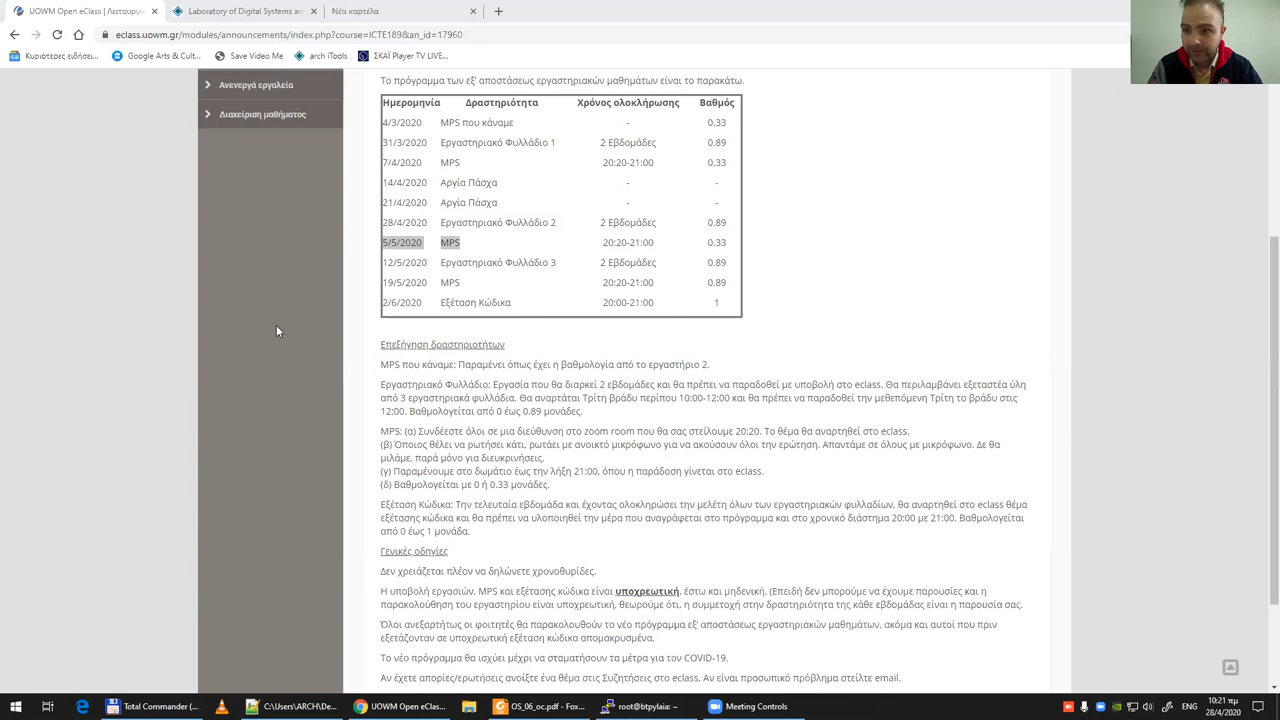 UOWM eClass | Λειτουργι
Laboratory of Digital Systems an
Νέα καρτέλα
eclass.uowm.gr/modules/announcements/index.php?course=ICTE189&an_id=17960
Κυριότερες ειδήσει...
Google Analytics &...
Save Video Me
arch iTools
ΣΚΑΪ Player TV LIVE...
Ανενεργά εργαλεία
Διαχείριση μαθήματος
Το πρόγραμμα των εξ' αποστάσεως εργαστηριακών μαθημάτων είναι το παρακάτω.
Ημερομηνία Δραστηριότητα Χρόνος ολοκλήρωσης Βαθμός
4/3/2020 MPS που κάναμε - 0.33
31/3/2020 Εργαστηριακό Φυλλάδιο 1 2 Εβδομάδες 0.89
7/4/2020 MPS 20:20-21:00 0.33
14/4/2020 Αργία Πάσχα - -
21/4/2020 Αργία Πάσχα - -
28/4/2020 Εργαστηριακό Φυλλάδιο 2 2 Εβδομάδες 0.89
5/5/2020 MPS 20:20-21:00 0.33
12/5/2020 Εργαστηριακό Φυλλάδιο 3 2 Εβδομάδες 0.89
19/5/2020 MPS 20:20-21:00 0.89
2/6/2020 Εξέταση Κώδικα 20:00-21:00 1
Επεξήγηση δραστηριοτήτων
MPS που κάναμε: Παραμένει όπως έχει η βαθμολογία από το εργαστήριο 2.
Εργαστηριακό Φυλλάδιο: Εργασία που θα διαρκεί 2 εβδομάδες και θα πρέπει να παραδοθεί με υποβολή στο eclass. Θα περιλαμβάνει εξεταστέα ύλη
από 3 εργαστηριακά φυλλάδια. Θα αναρτάται Τρίτη βράδυ περίπου 10:00-12:00 και θα πρέπει να παραδοθεί την μεθεπόμενη Τρίτη το βράδυ στις
12:00. Βαθμολογείται από 0 έως 0.89 μονάδες.
MPS: (α) Συνδέεστε όλοι σε μια διεύθυνση στο zoom room που θα σας στείλουμε 20:20. Το θέμα θα αναρτηθεί στο eclass.
(β) Όποιος θέλει να ρωτήσει κάτι, ρωτάει με ανοικτό μικρόφωνο για να ακούσουν όλοι την ερώτηση. Απαντάμε σε όλους με μικρόφωνο. Δε θα
μιλάμε, παρά μόνο για διευκρινήσεις.
(γ) Παραμένουμε στο δωμάτιο έως την λήξη 21:00, όπου η παράδοση γίνεται στο eclass.
(δ) Βαθμολογείται με 0 ή 0.33 μονάδες.
Εξέταση Κώδικα: Την τελευταία εβδομάδα και έχοντας ολοκληρώσει την μελέτη όλων των εργαστηριακών φυλλαδίων, θα αναρτηθεί στο eclass θέμα
εξέτασης κώδικα και θα πρέπει να υλοποιηθεί την μέρα που αναγράφεται στο πρόγραμμα και στο χρονικό διάστημα 20:00 με 21:00. Βαθμολογείται
από 0 έως 1 μονάδα.
Γενικές οδηγίες
Δεν χρειάζεται πλέον να δηλώνετε χρονοθυρίδες.
Η υποβολή εργασιών, MPS και εξέτασης κώδικα είναι υποχρεωτική, έστω και μηδενική. (Επειδή δεν μπορούμε να έχουμε παρουσίες και η
παρακολούθηση του εργαστηρίου είναι υποχρεωτική, θεωρούμε ότι, η συμμετοχή στην δραστηριότητα της κάθε εβδομάδας είναι η παρουσία σας.
Όλοι ανεξαρτήτως οι φοιτητές θα παρακολουθούν το νέο πρόγραμμα εξ' αποστάσεως εργαστηριακών μαθημάτων, ακόμα και αυτοί που πριν
εξετάζονταν σε υποχρεωτική εξέταση κώδικα απομακρυσμένα.
Το νέο πρόγραμμα θα ισχύει μέχρι να σταματήσουν τα μέτρα για τον COVID-19.
Αν έχετε απορίες/ερωτήσεις ανοίξτε ένα θέμα στις Συζητήσεις στο eclass. Αν είναι προσωπικό πρόβλημα στείλτε email.
Total Commander (...
C:\Users\ARCH\De...
UOWM eClass | Λει...
OS_06_oc.pdf - Fox...
root@btpylaia: ~
Meeting Controls
ENG
10:21 πμ
28/4/2020